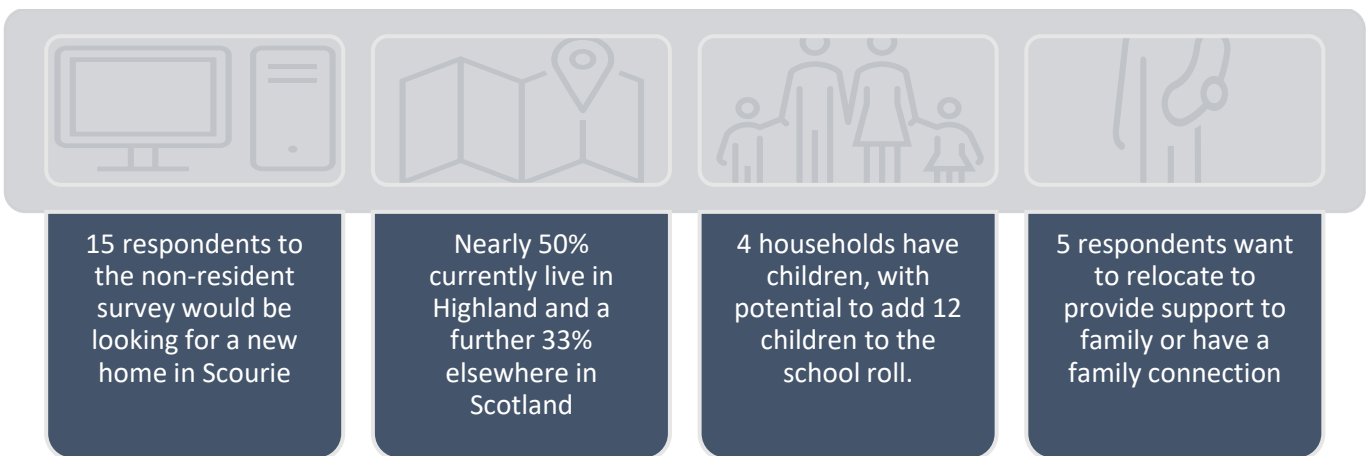 15 respondents to
the non-resident
survey would be
looking for a new
home in Scourie
Nearly 50%
currently live in
Highland and a
further 33%
elsewhere in
Scotland
4 households have
children, with
potential to add 12
children to the
school roll.
5 respondents want
to relocate to
provide support to
family or have a
family connection